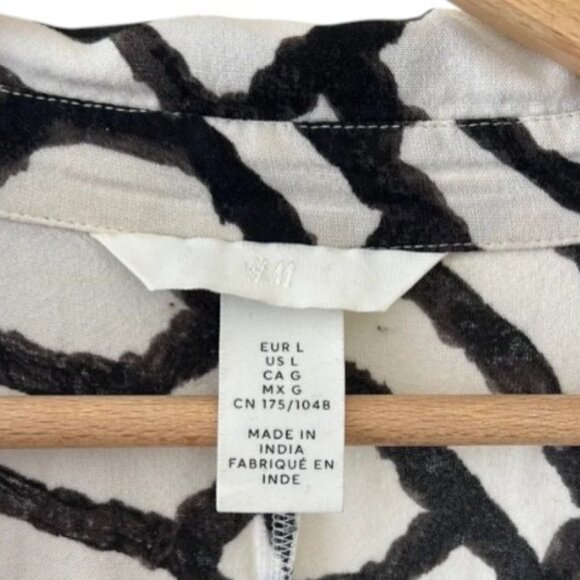 H&M
EUR L
US L
CA G
MX G
CN 175/104B
MADE IN
INDIA
FABRIQUÉ EN
INDE